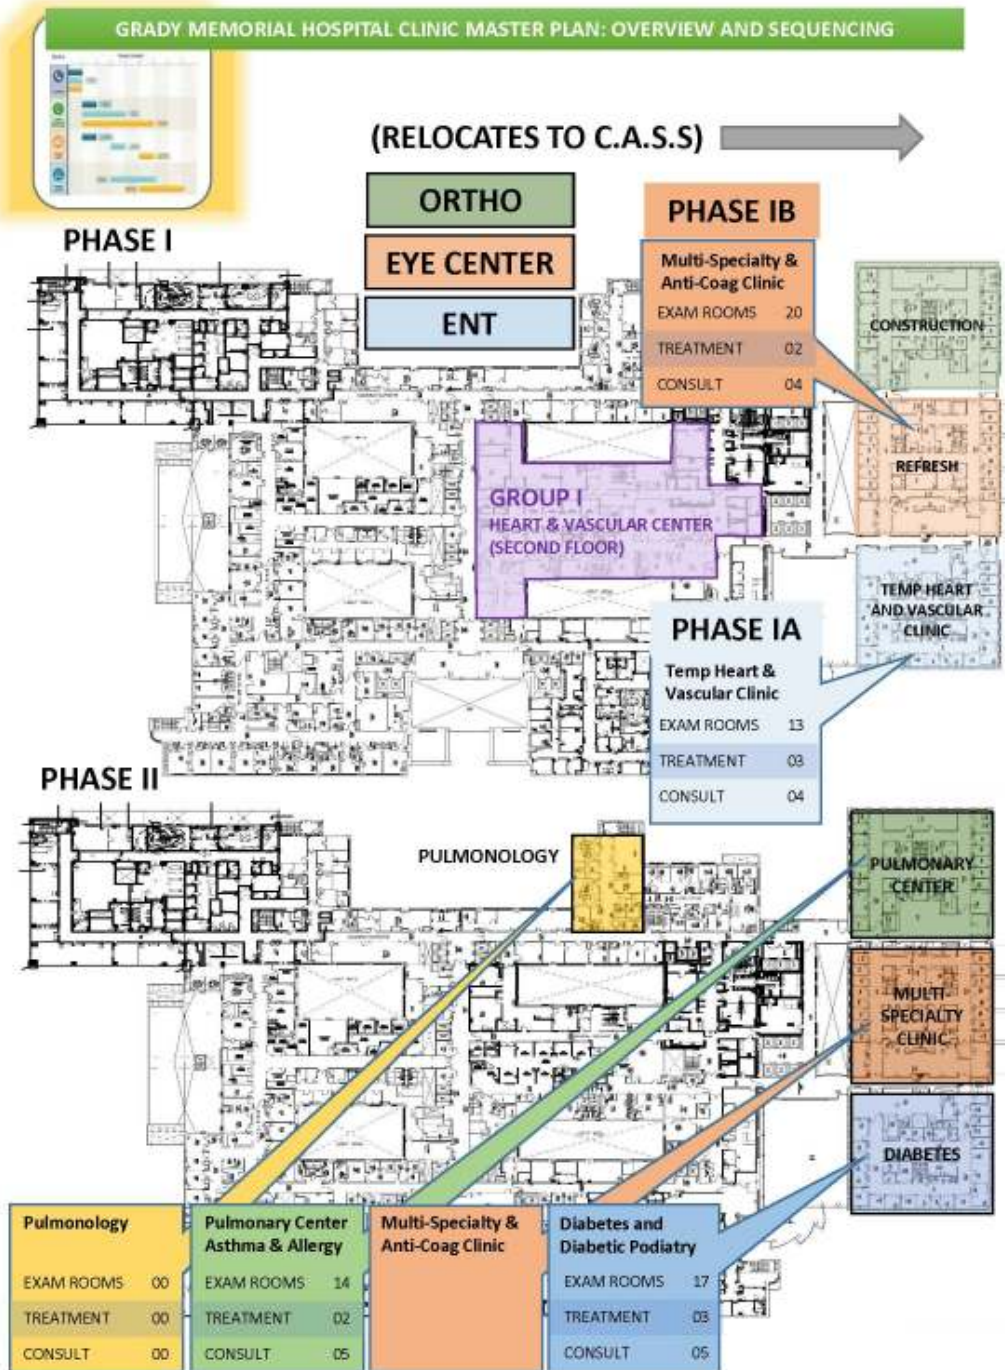 GRADY MEMORIAL HOSPITAL CLINIC MASTER PLAN: OVERVIEW AND SEQUENCING
(RELOCATES TO C.A.S.S)
ORTHO
EYE CENTER
ENT
PHASE I
PHASE IB
Multi-Specialty &
Anti-Coag Clinic
EXAM ROOMS 20
TREATMENT 02
CONSULT 04
CONSTRUCTION
REFRESH
GROUP I
HEART & VASCULAR CENTER
(SECOND FLOOR)
TEMP HEART
AND VASCULAR
CLINIC
PHASE IA
Temp Heart &
Vascular Clinic
EXAM ROOMS 13
TREATMENT 03
CONSULT 04
PHASE II
PULMONOLOGY
PULMONARY
CENTER
MULTI-
SPECIALTY
CLINIC
DIABETES
Pulmonology
EXAM ROOMS 00
TREATMENT 00
CONSULT 00
Pulmonary Center
Asthma & Allergy
EXAM ROOMS 14
TREATMENT 02
CONSULT 05
Multi-Specialty &
Anti-Coag Clinic
Diabetes and
Diabetic Podiatry
EXAM ROOMS 17
TREATMENT 03
CONSULT 05